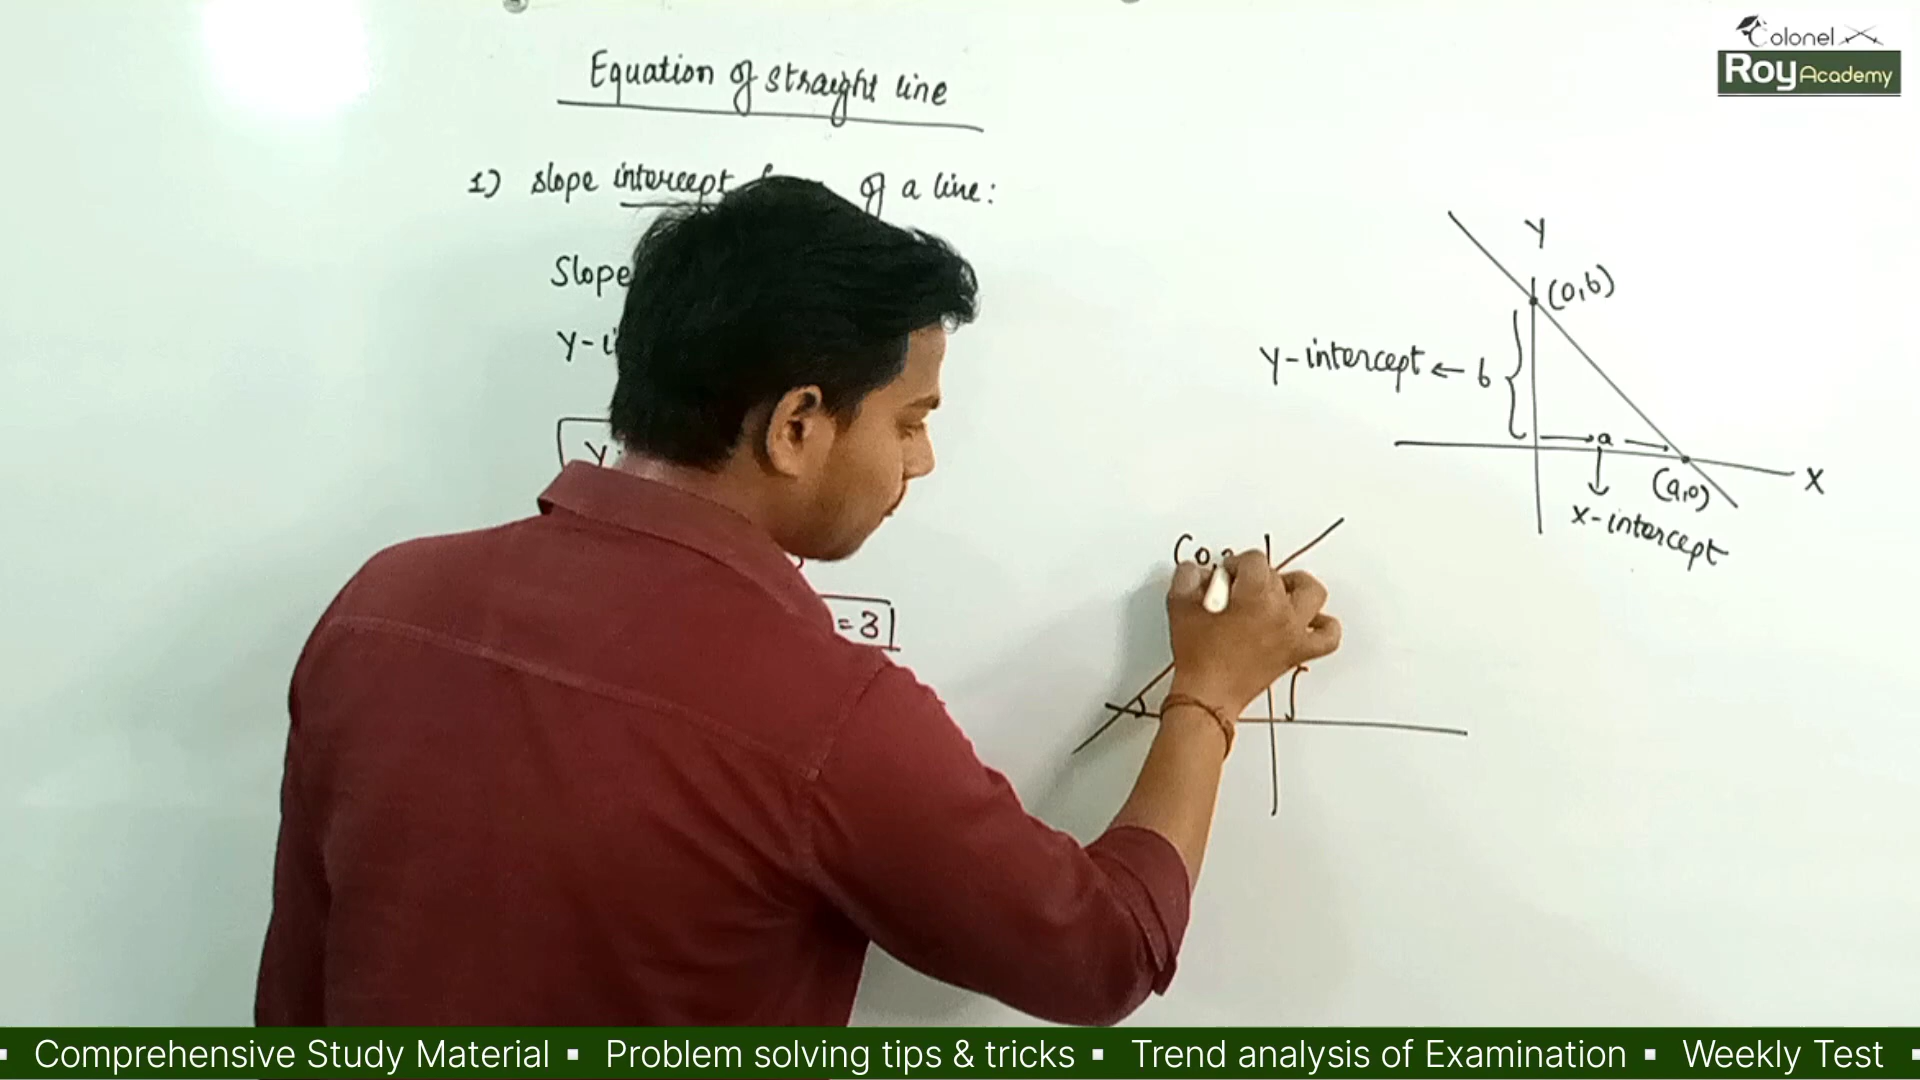 Colonel
Roy Academy
Equation of straight line
1) slope intercept of a line:
Slope
Y
(0,b)
Y-intercept ← b
a
X
(a,0)
X-intercept
=3
Comprehensive Study Material ▪ Problem solving tips & tricks ▪ Trend analysis of Examination ▪ Weekly Test